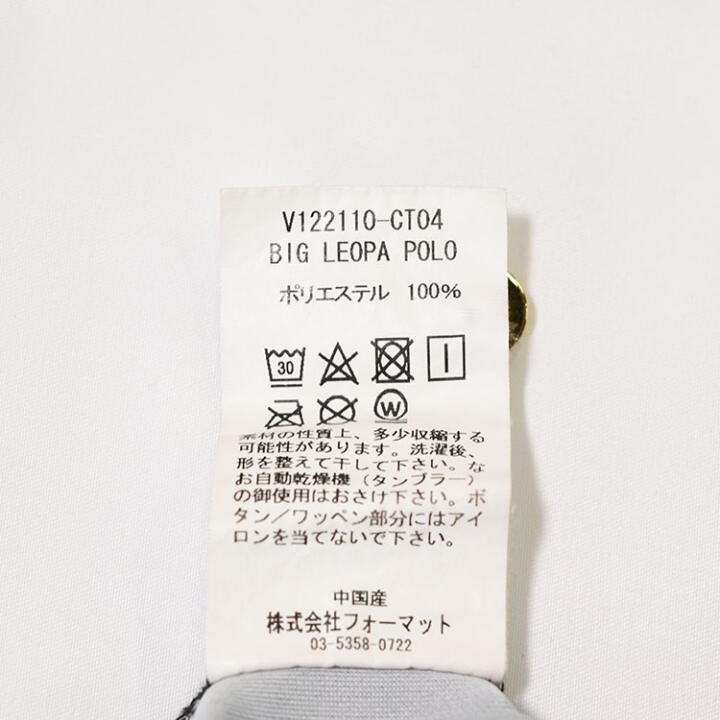 V122110-CT04
BIG LEOPA POLO
ポリエステル 100%
30
W
素材の性質上、多少収縮する
可能性があります。洗濯後、
形を整えて干して下さい。な
お自動乾燥機（タンブラー）
の御使用はおさけ下さい。ボ
タン／ワッペン部分にはアイ
ロンを当てないで下さい。
中国産
株式会社フォーマット
03-5358-0722